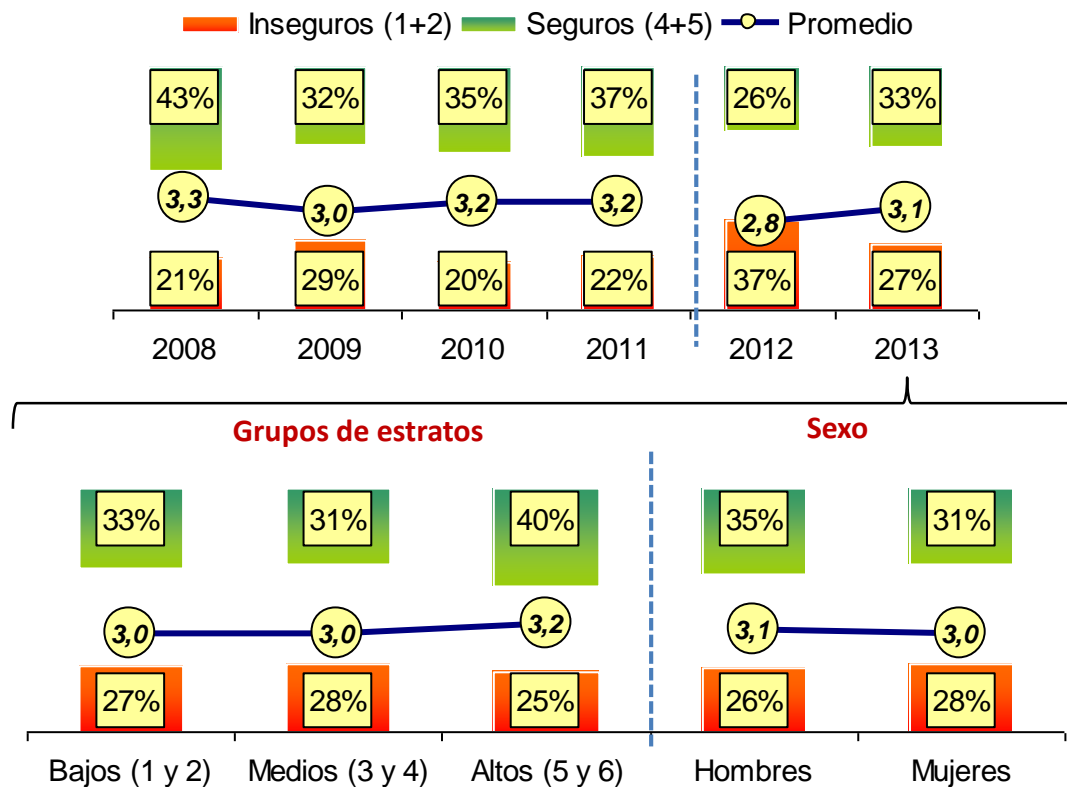 Inseguros (1+2) Seguros (4+5) Promedio
43% 32% 35% 37% 26% 33%
3,3 3,0 3,2 3,2 2,8 3,1
21% 29% 20% 22% 37% 27%
2008 2009 2010 2011 2012 2013
Grupos de estratos Sexo
33% 31% 40% 35% 31%
3,0 3,0 3,2 3,1 3,0
27% 28% 25% 26% 28%
Bajos (1 y 2) Medios (3 y 4) Altos (5 y 6) Hombres Mujeres